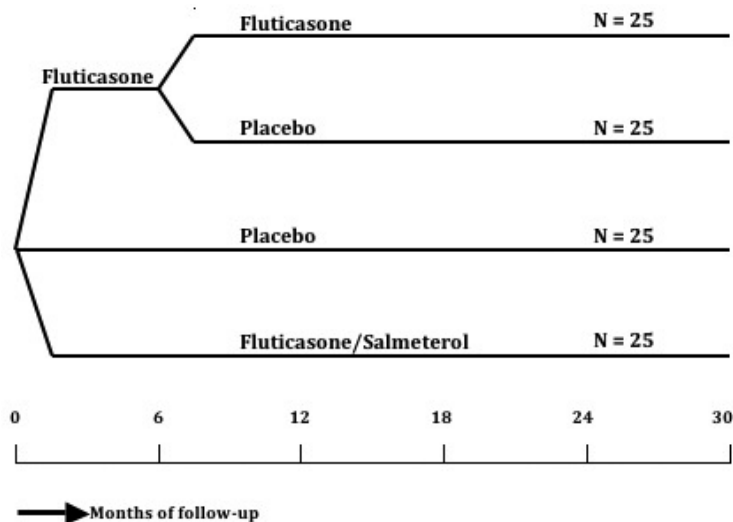 Fluticasone N = 25
Fluticasone
Placebo N = 25
Placebo N = 25
Fluticasone/Salmeterol N = 25
0 6 12 18 24 30
Months of follow-up